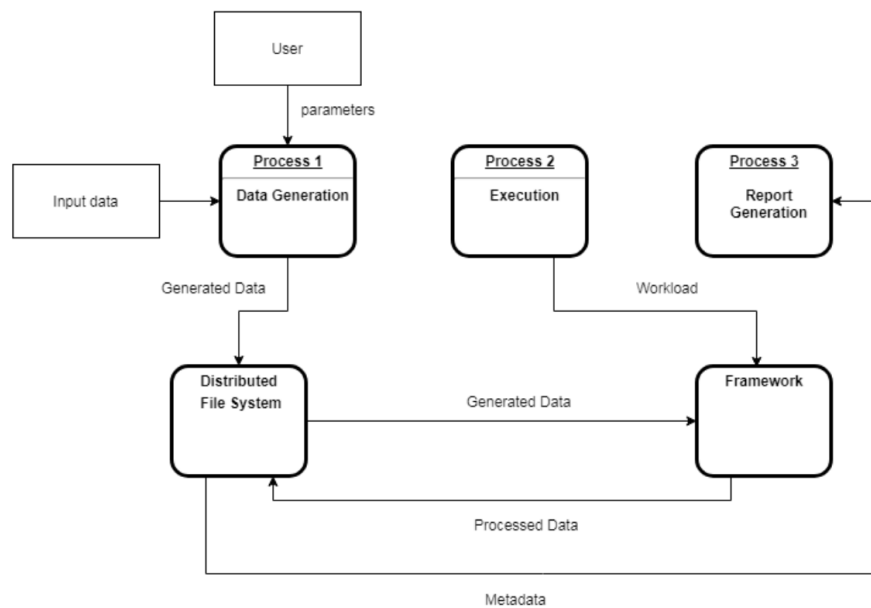 User
parameters
Process 1
Data Generation
Process 2
Execution
Process 3
Report
Generation
Input data
Generated Data
Workload
Distributed
File System
Framework
Generated Data
Processed Data
Metadata